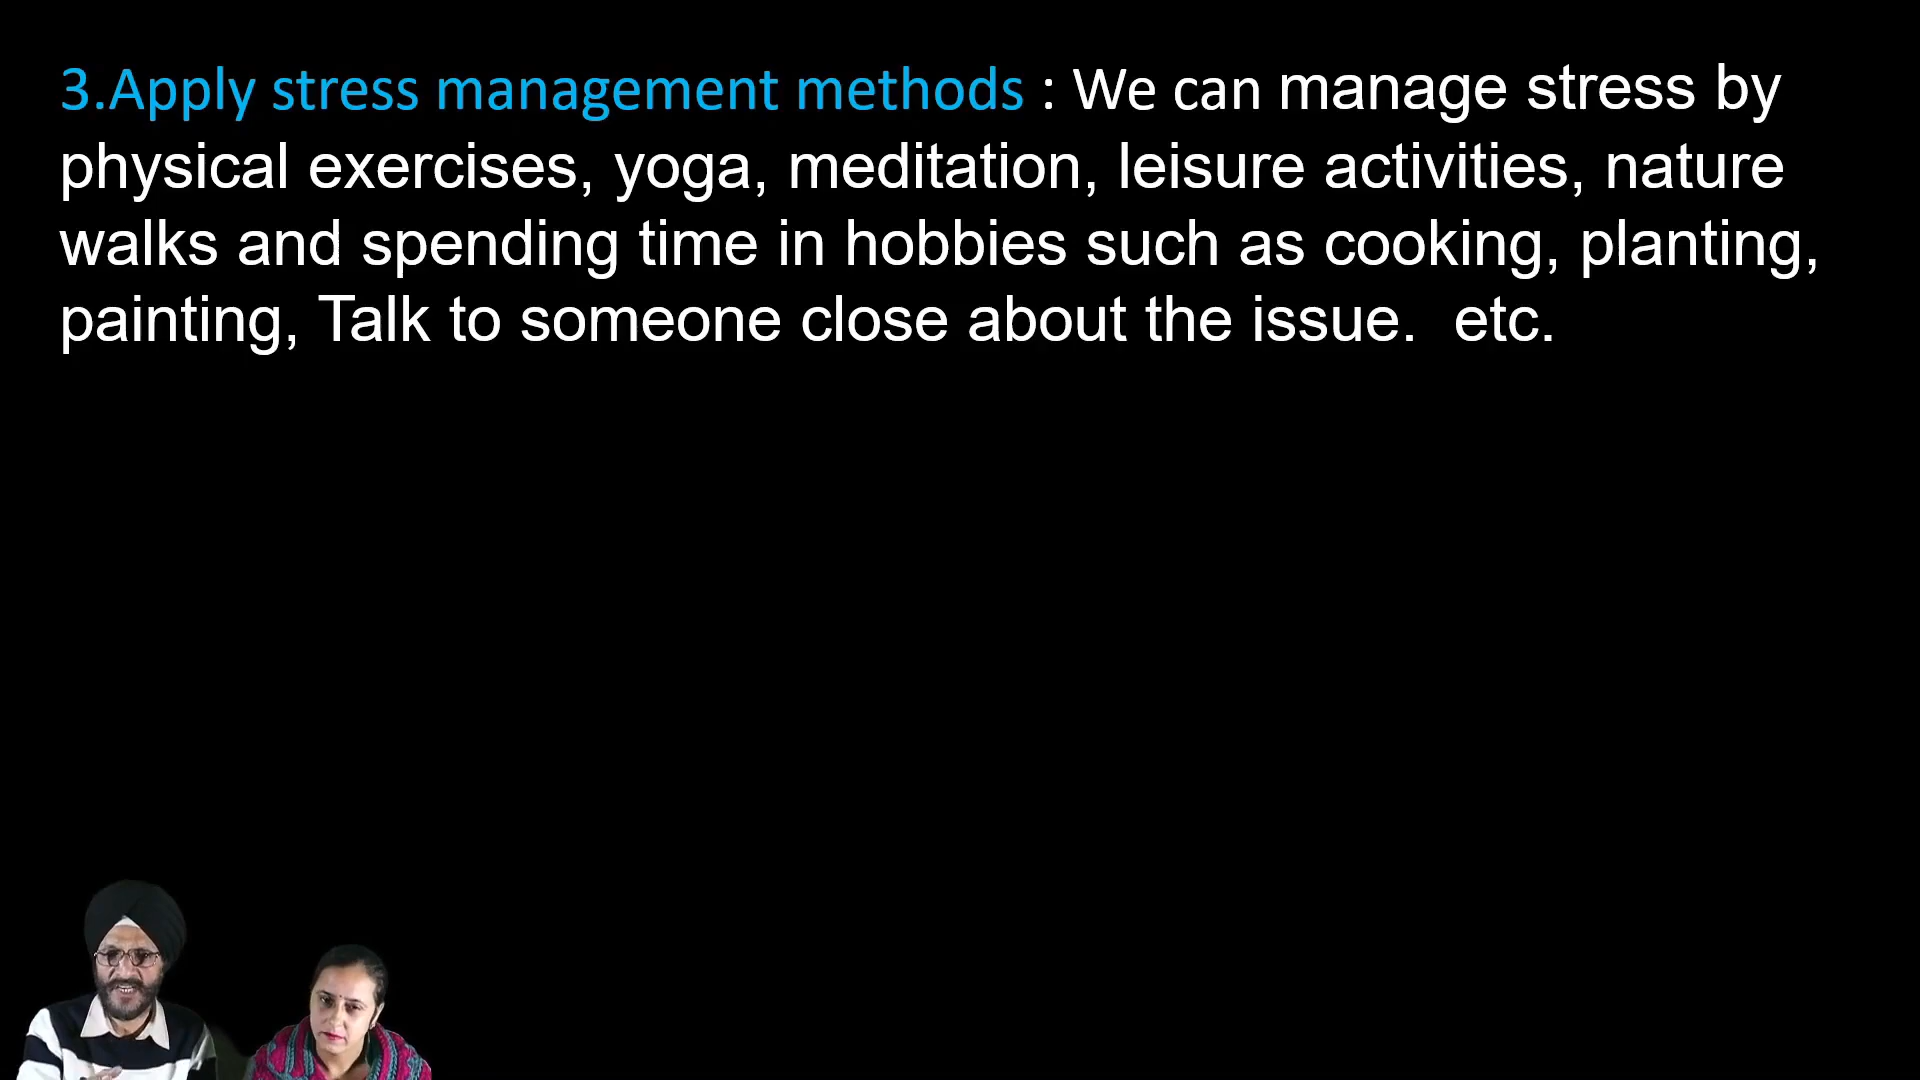 3.Apply stress management methods : We can manage stress by
physical exercises, yoga, meditation, leisure activities, nature
walks and spending time in hobbies such as cooking, planting,
painting, Talk to someone close about the issue.  etc.